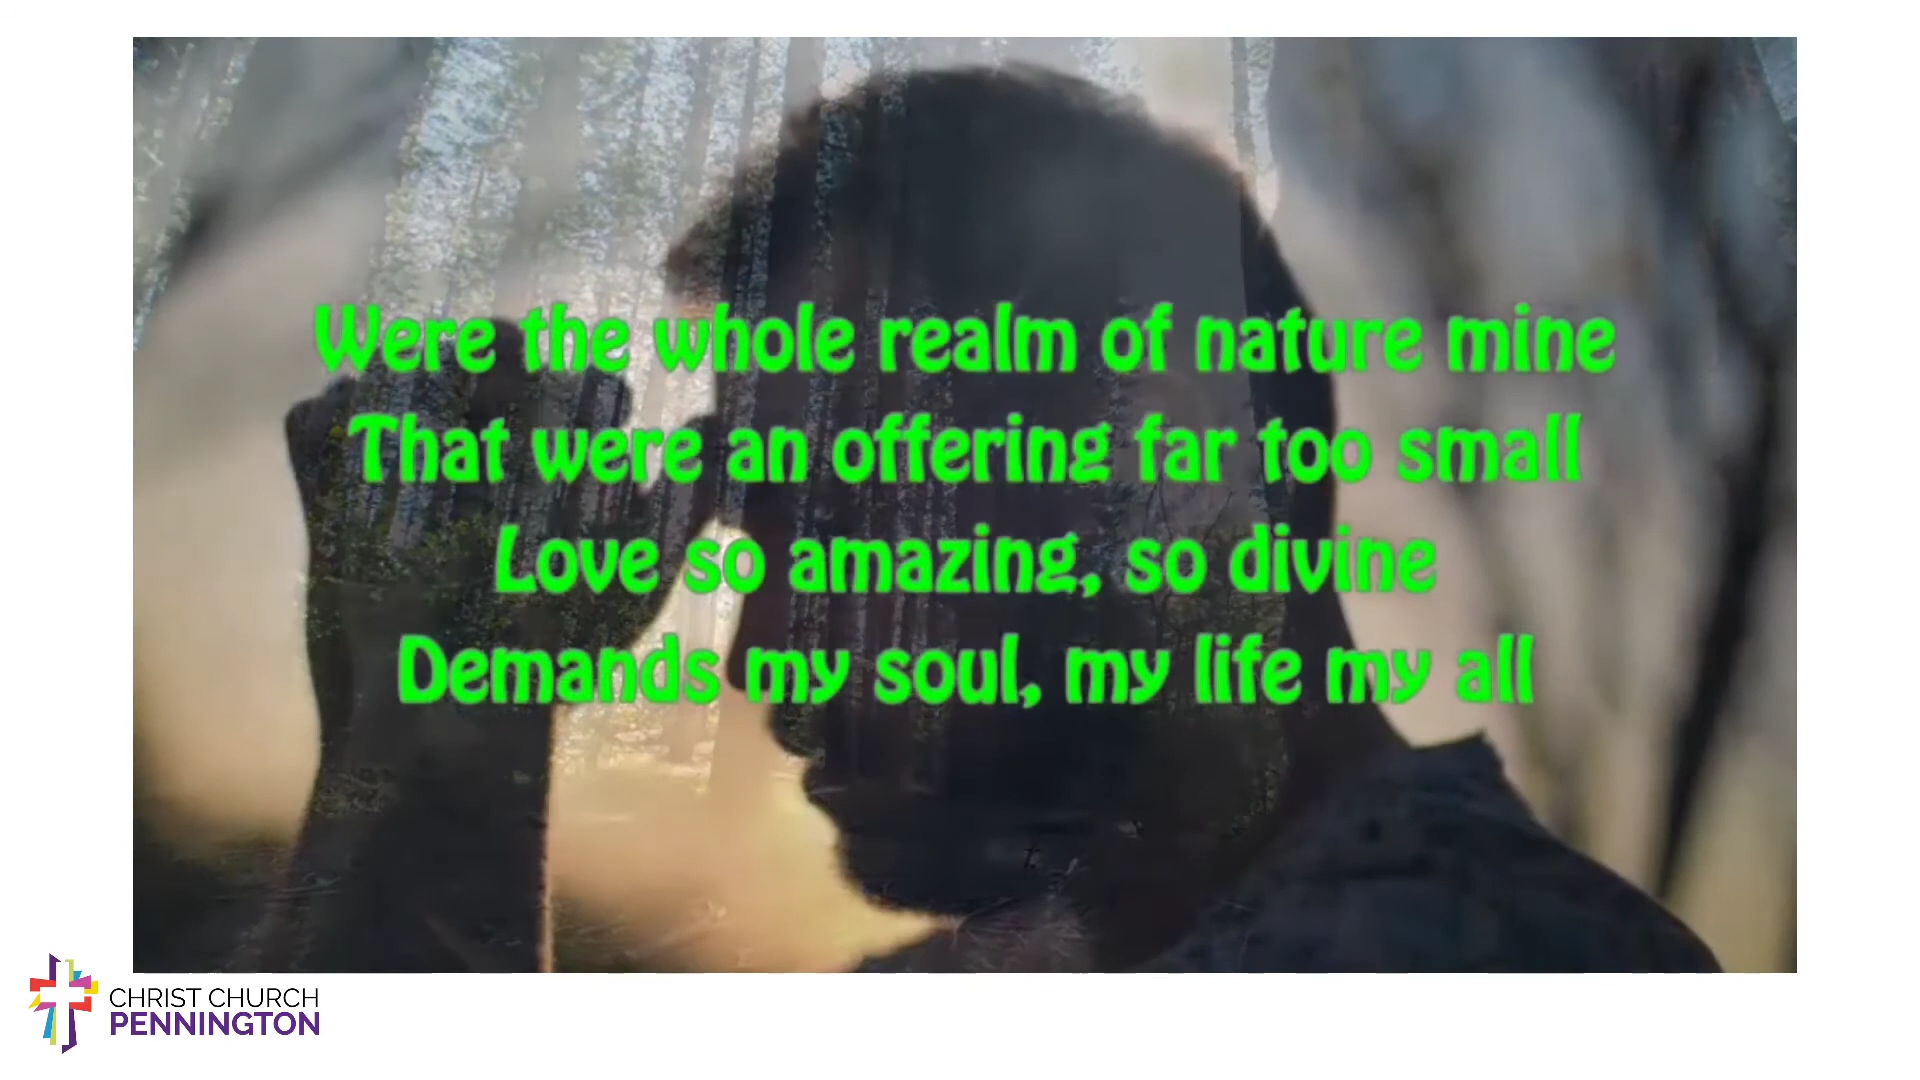 Were the whole realm of nature mine
That were an offering far too small
Love so amazing, so divine
Demands my soul, my life my all
CHRIST CHURCH
PENNINGTON